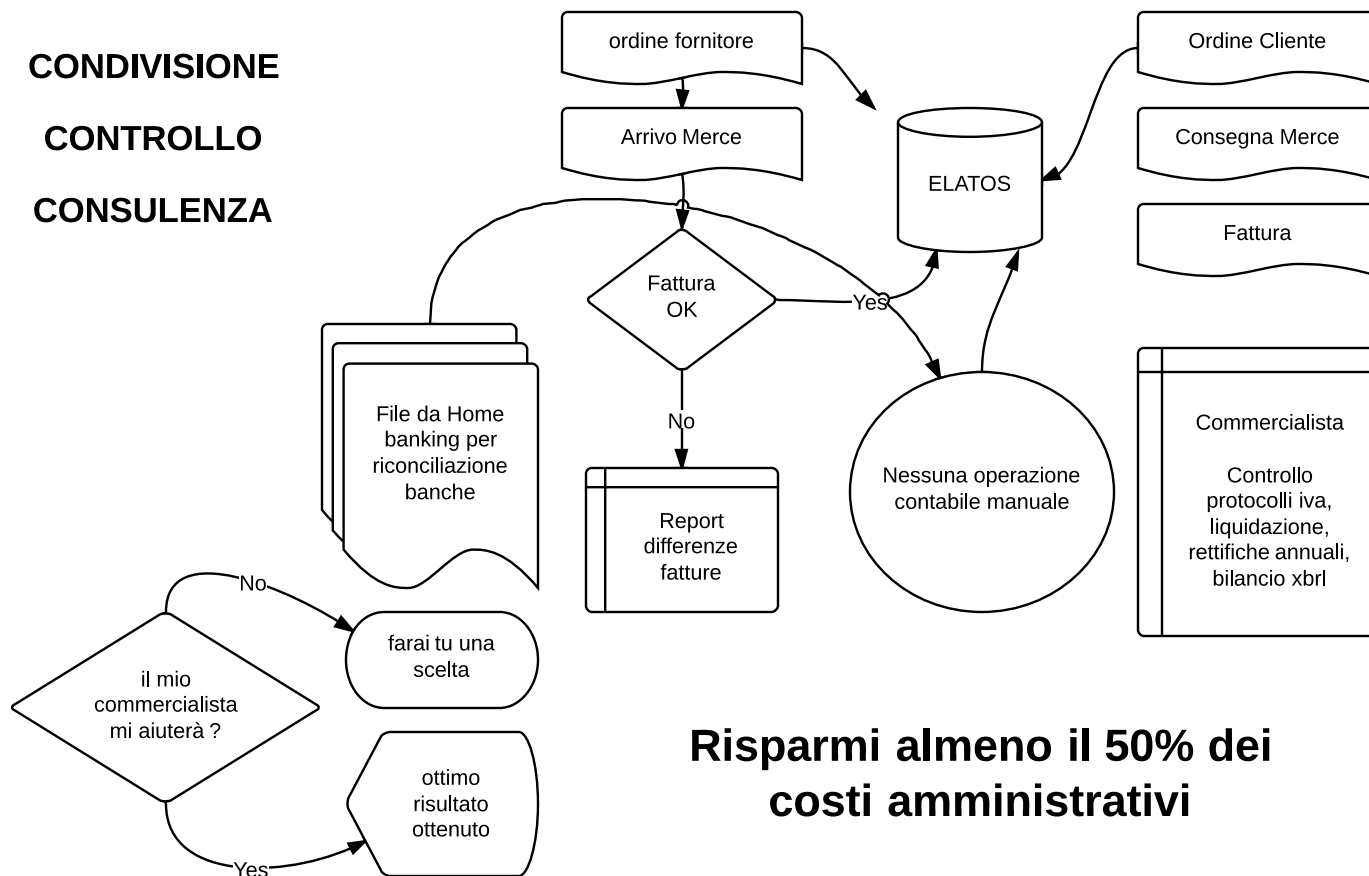 CONDIVISIONE
CONTROLLO
CONSULENZA
ordine fornitore
Arrivo Merce
Fattura
OK
Yes
No
Report
differenze
fatture
ELATOS
Ordine Cliente
Consegna Merce
Fattura
File da Home
banking per
riconciliazione
banche
Nessuna operazione
contabile manuale
Commercialista
Controllo
protocolli iva,
liquidazione,
rettifiche annuali,
bilancio xbrl
il mio
commercialista
mi aiuterà ?
No
farai tu una
scelta
Yes
ottimo
risultato
ottenuto
Risparmi almeno il 50% dei
costi amministrativi